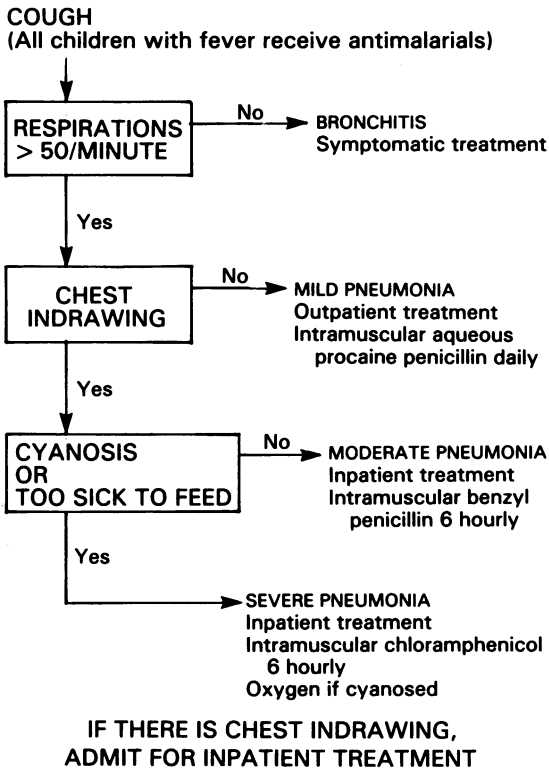 COUGH
(All children with fever receive antimalarials)
RESPIRATIONS
> 50/MINUTE
No
BRONCHITIS
Symptomatic treatment
Yes
CHEST
INDRAWING
No
MILD PNEUMONIA
Outpatient treatment
Intramuscular aqueous
procaine penicillin daily
Yes
CYANOSIS
OR
TOO SICK TO FEED
No
MODERATE PNEUMONIA
Inpatient treatment
Intramuscular benzyl
penicillin 6 hourly
Yes
SEVERE PNEUMONIA
Inpatient treatment
Intramuscular chloramphenicol
6 hourly
Oxygen if cyanosed
IF THERE IS CHEST INDRAWING,
ADMIT FOR INPATIENT TREATMENT